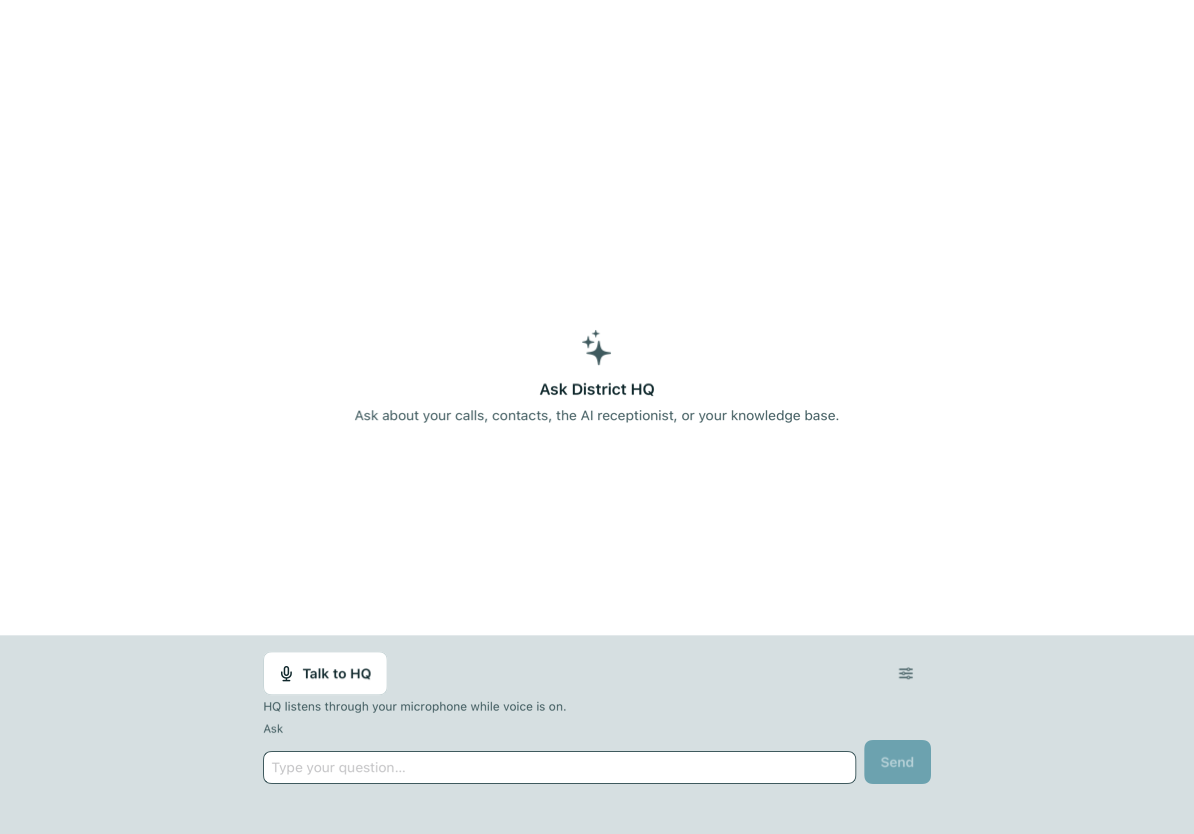 Ask District HQ
Ask about your calls, contacts, the AI receptionist, or your knowledge base.
Talk to HQ
HQ listens through your microphone while voice is on.
Ask
Type your question...
Send